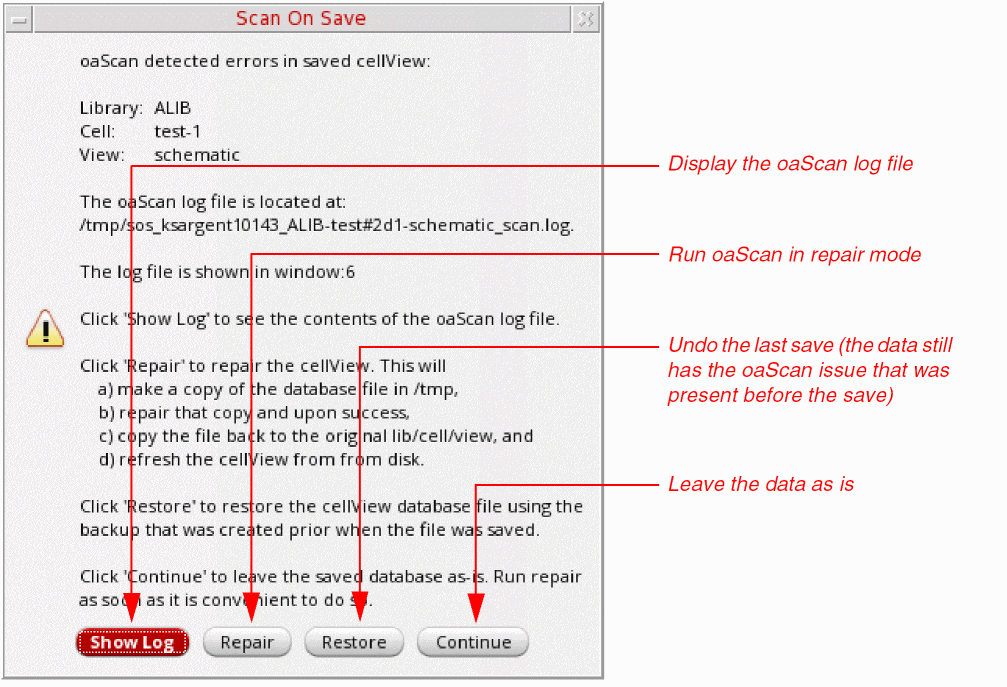 Scan On Save
oaScan detected errors in saved cellView:
Library: ALIB
Cell: test-1
View: schematic
The oaScan log file is located at:
/tmp/sos_ksargent10143_ALIB-test#2d1-schematic_scan.log.
The log file is shown in window:6
Click 'Show Log' to see the contents of the oaScan log file.
Click 'Repair' to repair the cellView. This will
a) make a copy of the database file in /tmp,
b) repair that copy and upon success,
c) copy the file back to the original lib/cell/view, and
d) refresh the cellView from from disk.
Click 'Restore' to restore the cellView database file using the
backup that was created prior when the file was saved.
Click 'Continue' to leave the saved database as-is. Run repair
as soon as it is convenient to do so.
Show Log
Repair
Restore
Continue
Display the oaScan log file
Run oaScan in repair mode
Undo the last save (the data still
has the oaScan issue that was
present before the save)
Leave the data as is